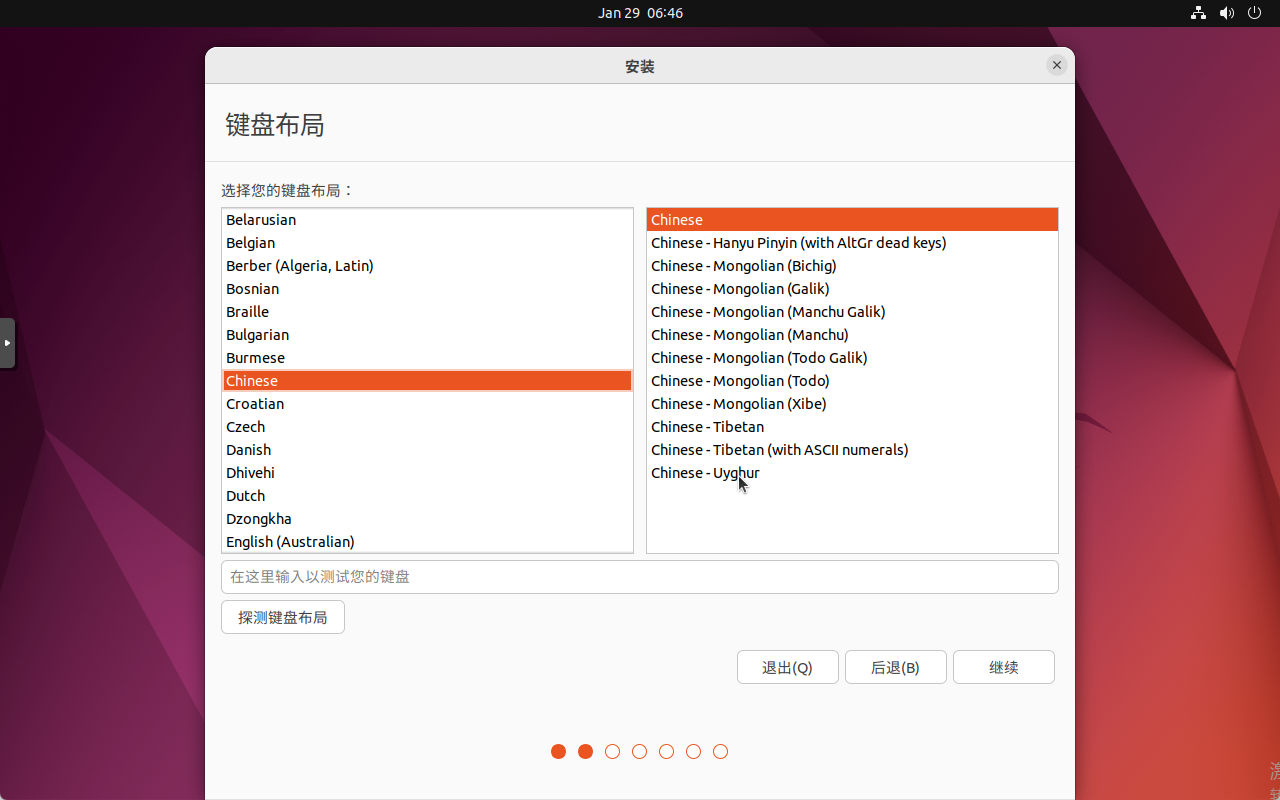 Jan 29 06:46
安装
键盘布局
选择您的键盘布局：
Belarusian
Belgian
Berber (Algeria, Latin)
Bosnian
Braille
Bulgarian
Burmese
Chinese
Croatian
Czech
Danish
Dhivehi
Dutch
Dzongkha
English (Australian)
Chinese
Chinese - Hanyu Pinyin (with AltGr dead keys)
Chinese - Mongolian (Bichig)
Chinese - Mongolian (Galik)
Chinese - Mongolian (Manchu Galik)
Chinese - Mongolian (Manchu)
Chinese - Mongolian (Todo Galik)
Chinese - Mongolian (Todo)
Chinese - Mongolian (Xibe)
Chinese - Tibetan
Chinese - Tibetan (with ASCII numerals)
Chinese - Uyghur
在这里输入以测试您的键盘
探测键盘布局
退出(Q) 后退(B) 继续